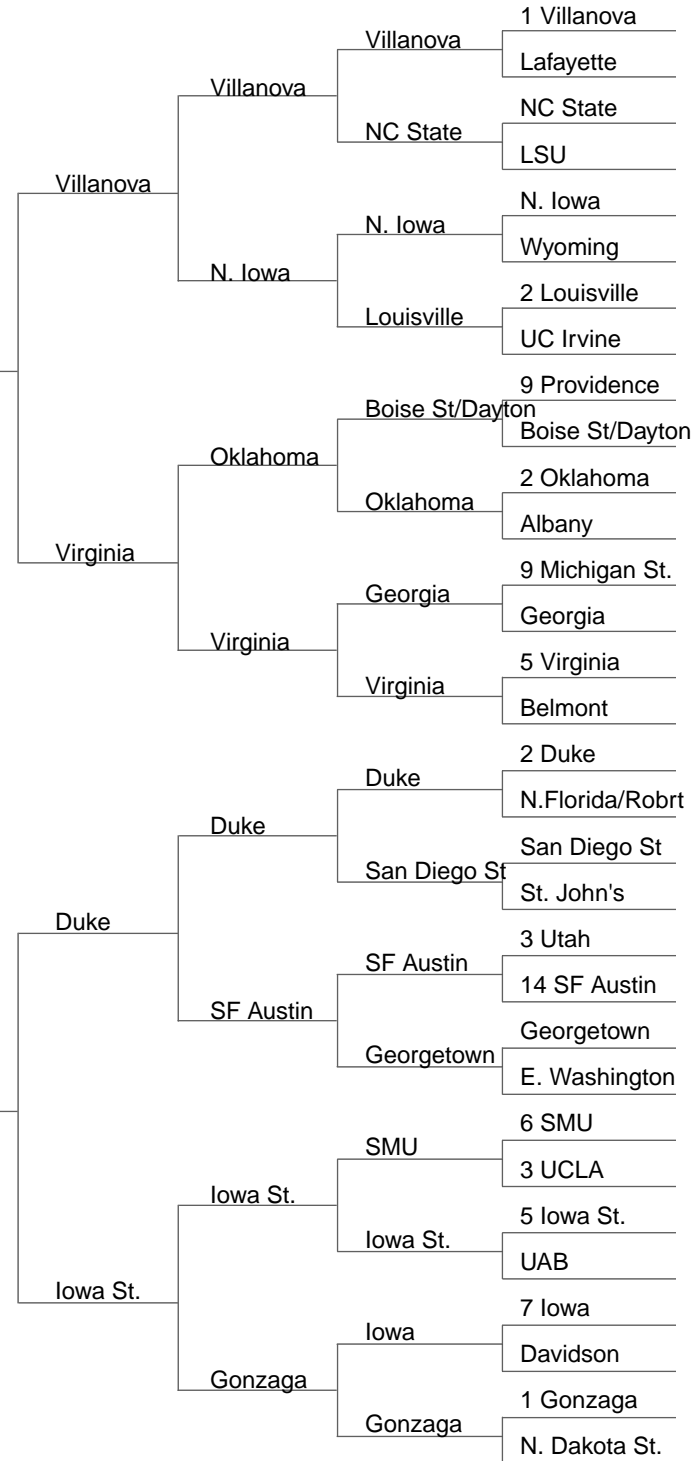 1 Villanova
Villanova
Lafayette
Villanova
NC State
NC State
LSU
Villanova
N. Iowa
N. Iowa
Wyoming
N. Iowa
2 Louisville
Louisville
UC Irvine
9 Providence
Boise St/Dayton
Boise St/Dayton
Oklahoma
2 Oklahoma
Oklahoma
Albany
Virginia
9 Michigan St.
Georgia
Georgia
Virginia
5 Virginia
Virginia
Belmont
2 Duke
Duke
N.Florida/Robrt
Duke
San Diego St
San Diego St
St. John's
Duke
3 Utah
SF Austin
14 SF Austin
SF Austin
Georgetown
Georgetown
E. Washington
6 SMU
SMU
3 UCLA
Iowa St.
5 Iowa St.
Iowa St.
UAB
Iowa St.
7 Iowa
Iowa
Davidson
Gonzaga
1 Gonzaga
Gonzaga
N. Dakota St.